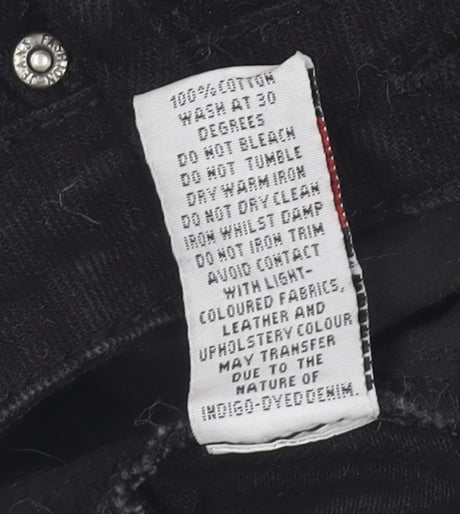 100% COTTON
WASH AT 30
DEGREES
DO NOT BLEACH
DO NOT TUMBLE
DRY WARM IRON
DO NOT DRY CLEAN
IRON WHILST DAMP
DO NOT IRON TRIM
AVOID CONTACT
WITH LIGHT-
COLOURED FABRICS,
LEATHER AND
UPHOLSTERY COLOUR
MAY TRANSFER
DUE TO THE
NATURE OF
INDIGO-DYED DENIM.